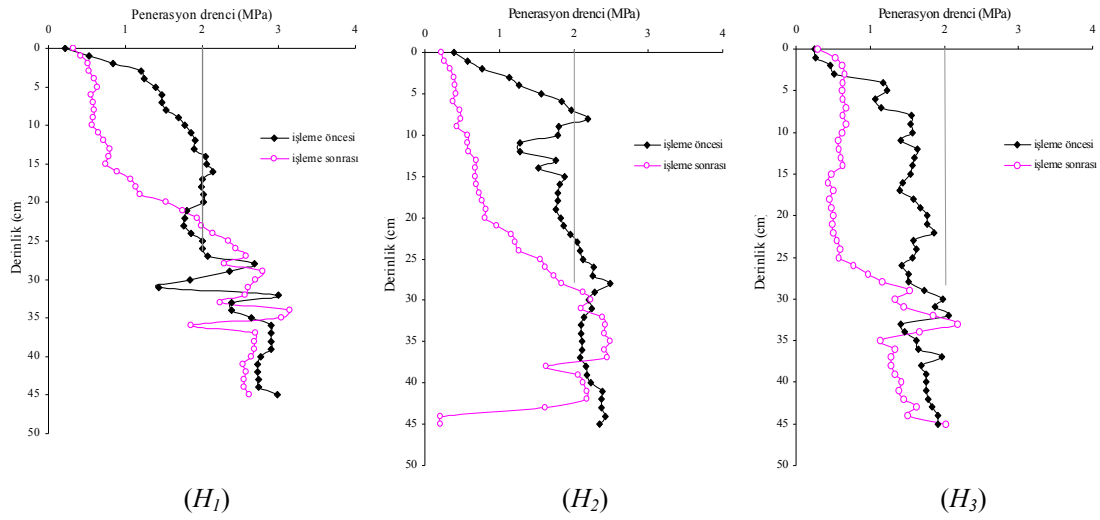 Penerasyon drenci (MPa)
0 1 2 3 4
0
5
10
15
20
25
30
35
40
45
50
Derinlik (cm
işleme öncesi
işleme sonrası
(H1)
Penerasyon drenci (MPa)
0 1 2 3 4
0
5
10
15
20
25
30
35
40
45
50
Derinlik (cm
işleme öncesi
işleme sonrası
(H2)
Penerasyon drenci (MPa)
0 1 2 3 4
0
5
10
15
20
25
30
35
40
45
50
Derinlik (cm)
işleme öncesi
işleme sonrası
(H3)